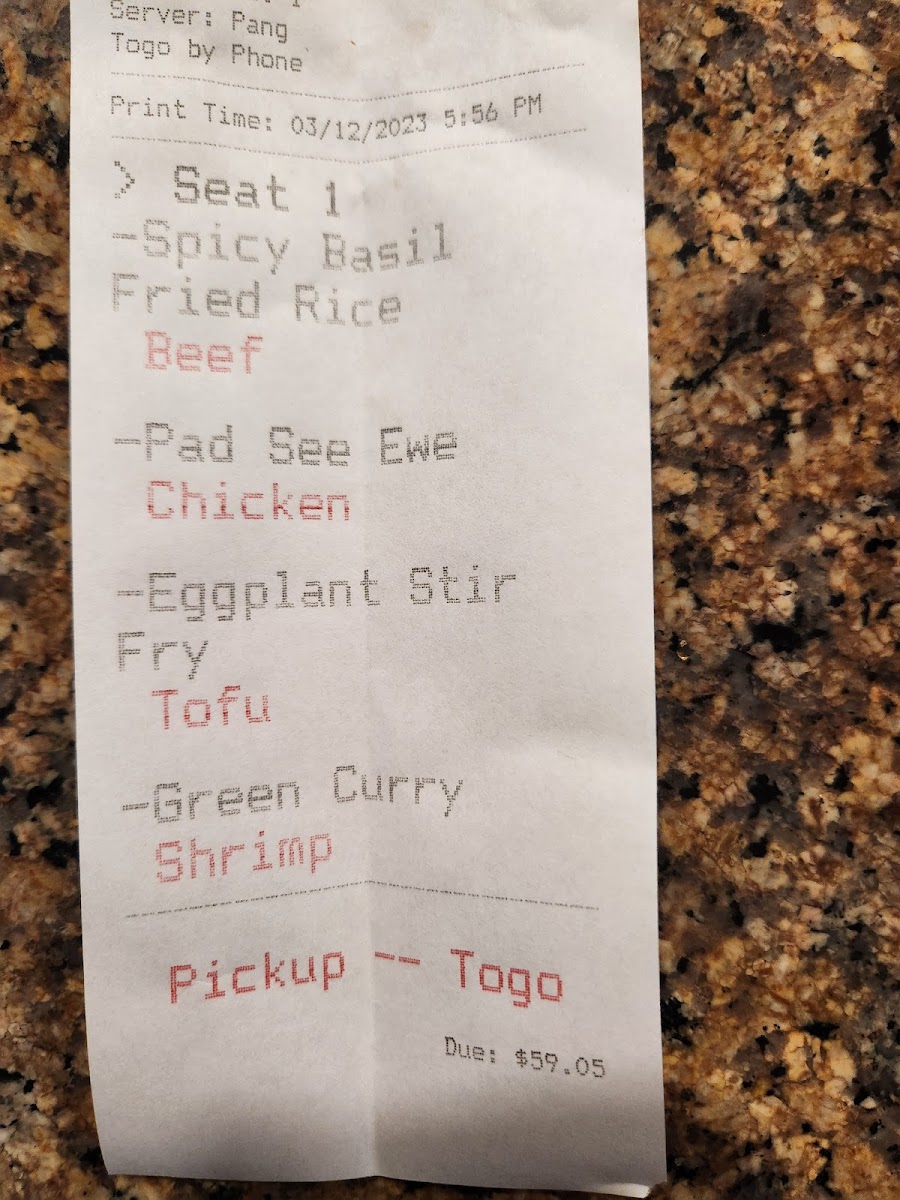 Server: Pang
Togo by Phone
Print Time: 03/12/2023 5:56 PM
> Seat 1
-Spicy Basil
Fried Rice
Beef
-Pad See Ewe
Chicken
-Eggplant Stir
Fry
Tofu
-Green Curry
Shrimp
Pickup -- Togo
Due: $59.05